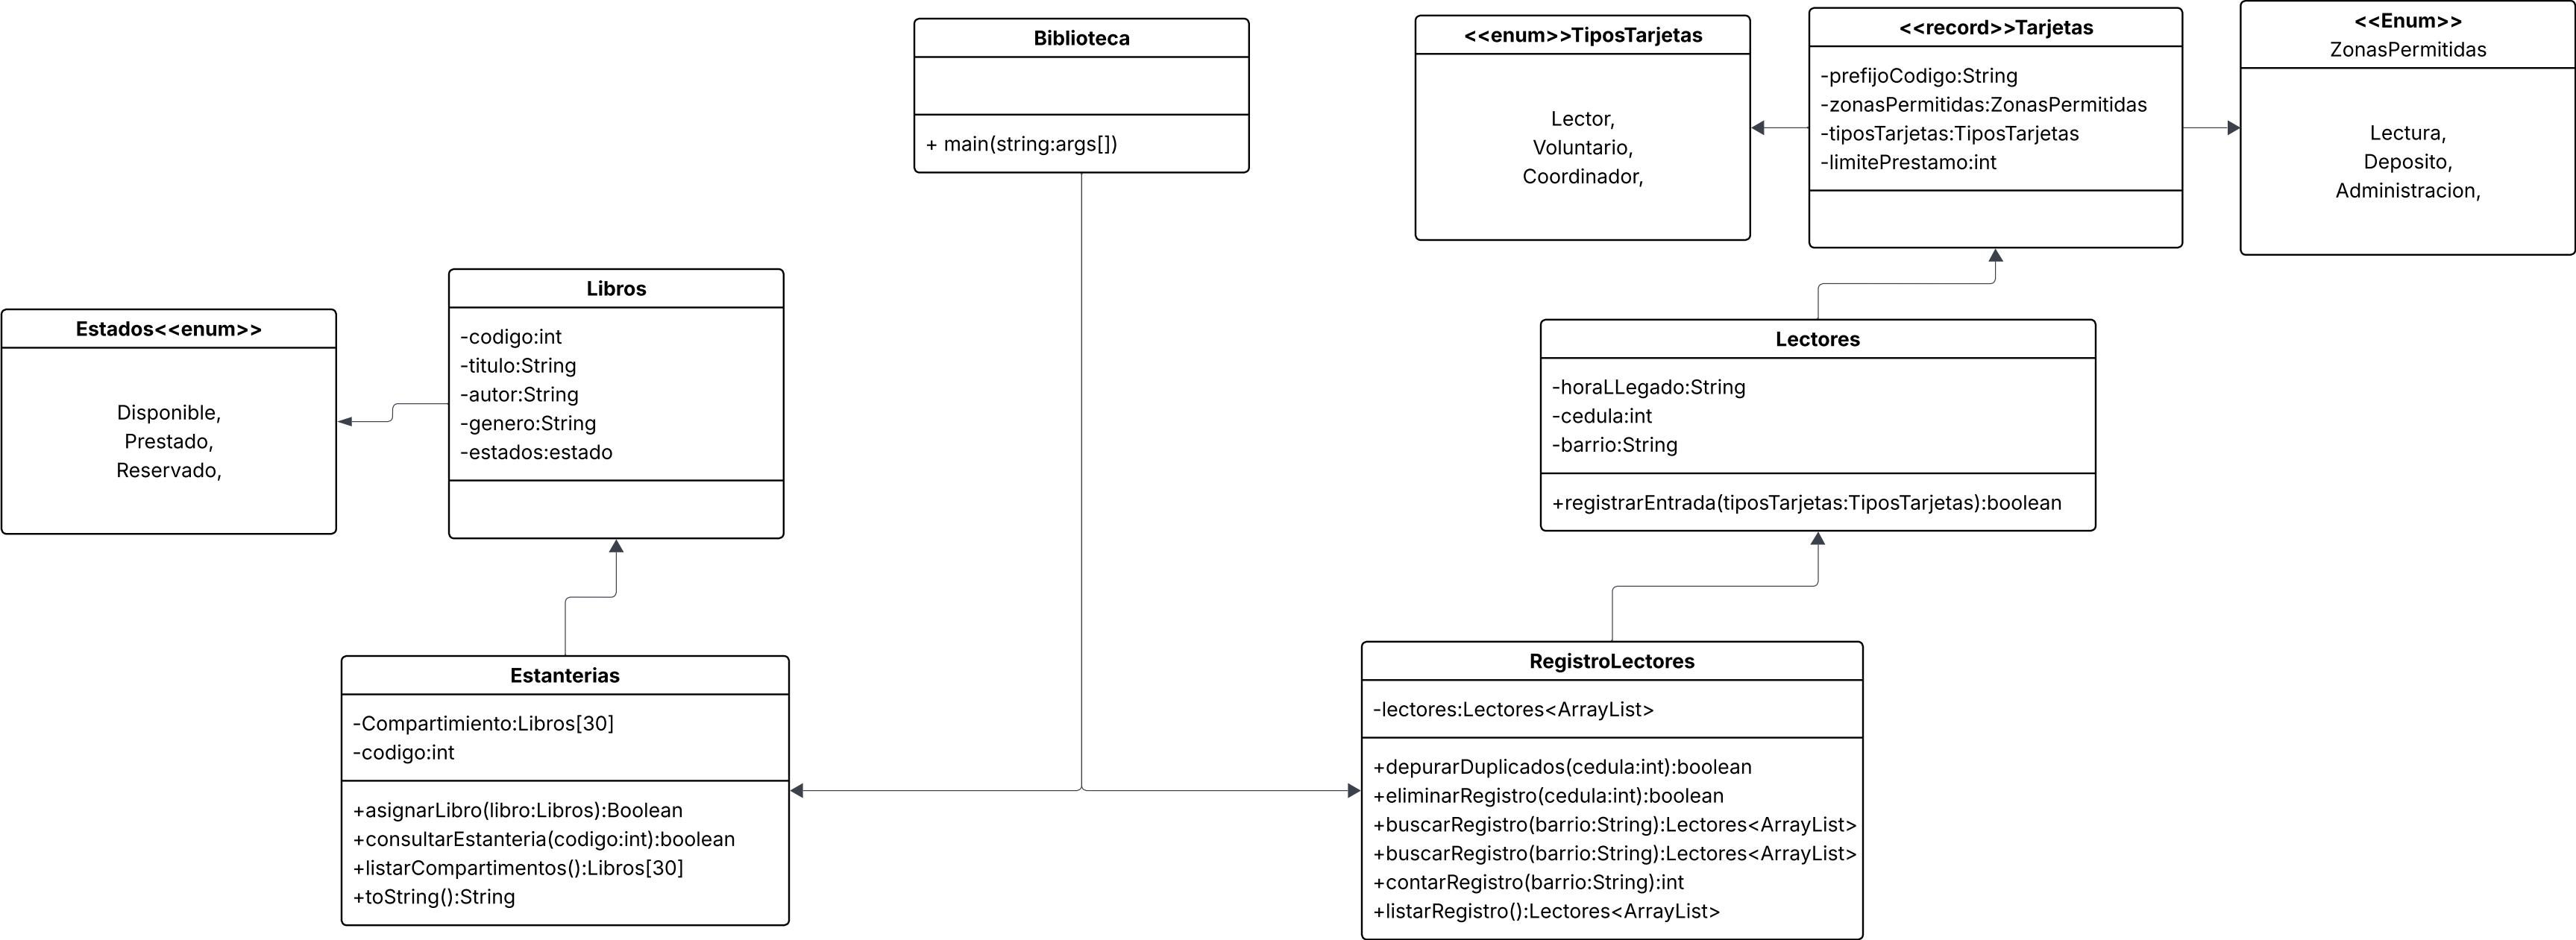 Biblioteca
+ main(string:args[])
<<enum>>TiposTarjetas
Lector,
Voluntario,
Coordinador,
<<record>>Tarjetas
-prefijoCodigo:String
-zonasPermitidas:ZonasPermitidas
-tiposTarjetas:TiposTarjetas
-limitePrestamo:int
<<Enum>>
ZonasPermitidas
Lectura,
Deposito,
Administracion,
Estados<<enum>>
Disponible,
Prestado,
Reservado,
Libros
-codigo:int
-titulo:String
-autor:String
-genero:String
-estados:estado
Lectores
-horaLLegado:String
-cedula:int
-barrio:String
+registrarEntrada(tiposTarjetas:TiposTarjetas):boolean
Estanterias
-Compartimiento:Libros[30]
-codigo:int
+asignarLibro(libro:Libros):Boolean
+consultarEstanteria(codigo:int):boolean
+listarCompartimentos():Libros[30]
+toString():String
RegistroLectores
-lectores:Lectores<ArrayList>
+depurarDuplicados(cedula:int):boolean
+eliminarRegistro(cedula:int):boolean
+buscarRegistro(barrio:String):Lectores<ArrayList>
+buscarRegistro(barrio:String):Lectores<ArrayList>
+contarRegistro(barrio:String):int
+listarRegistro():Lectores<ArrayList>